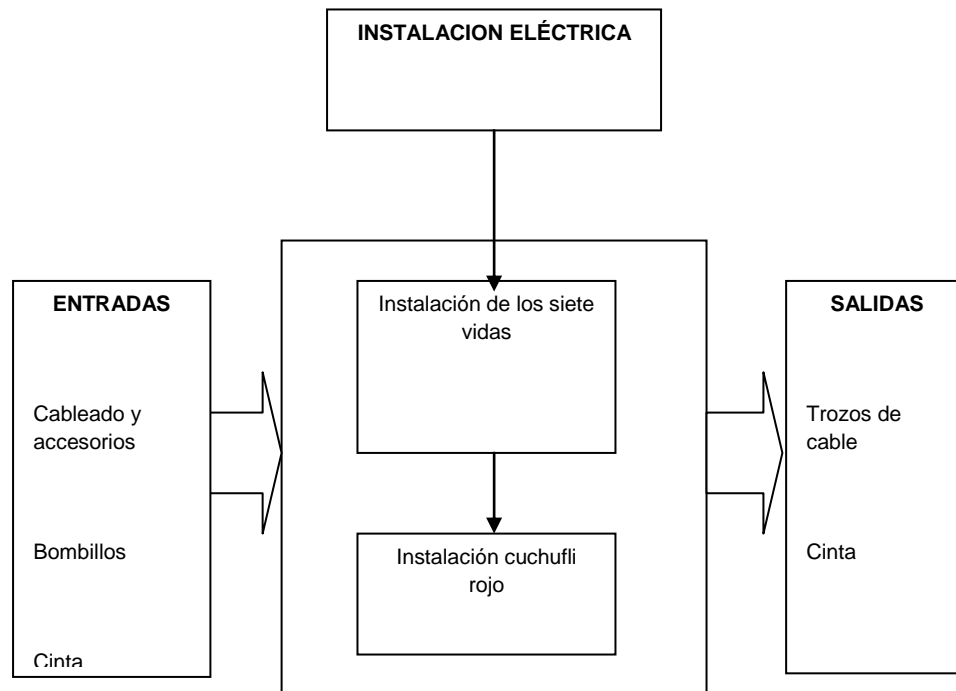 INSTALACION ELÉCTRICA
ENTRADAS
Cableado y
accesorios
Bombillos
Cinta
Instalación de los siete
vidas
Instalación cuchufli
rojo
SALIDAS
Trozos de
cable
Cinta